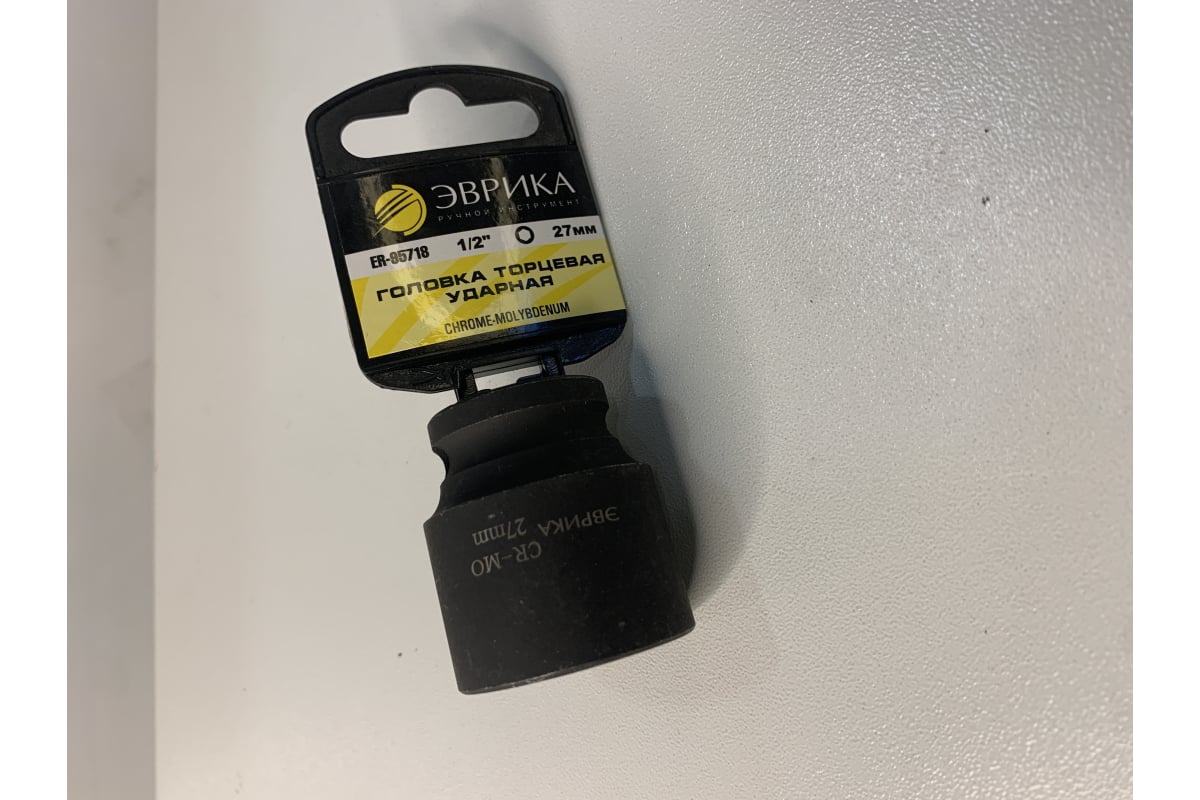 ЭВРИКА
РУЧНОЙ ИНСТРУМЕНТ
ER-95718 1/2" 27мм
ГОЛОВКА ТОРЦЕВАЯ
УДАРНАЯ
CHROME-MOLYBDENUM
ЭВРИКА 27mm
CR-MO